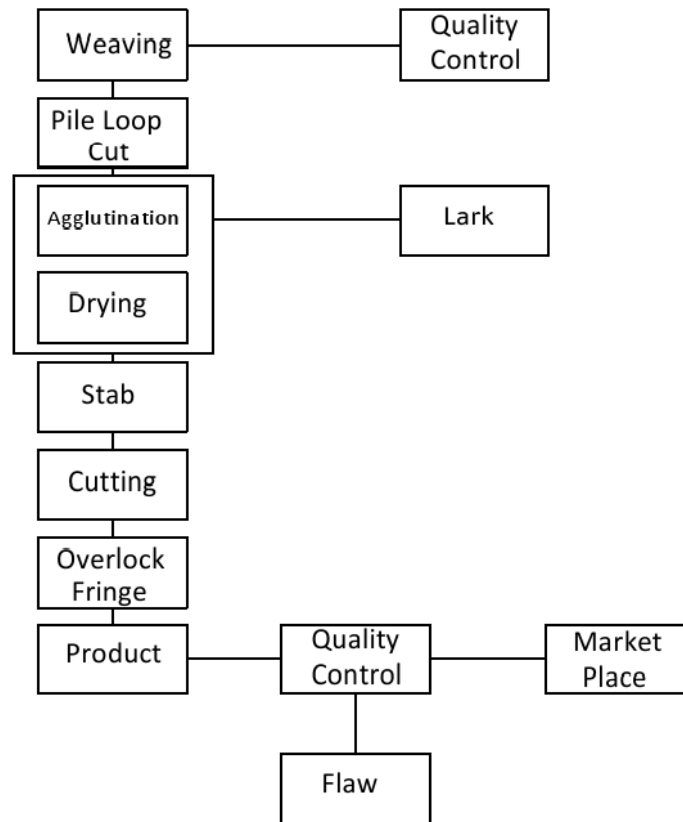 Weaving
Quality
Control
Pile Loop
Cut
Agglutination
Lark
Drying
Stab
Cutting
Overlock
Fringe
Product
Quality
Control
Market
Place
Flaw